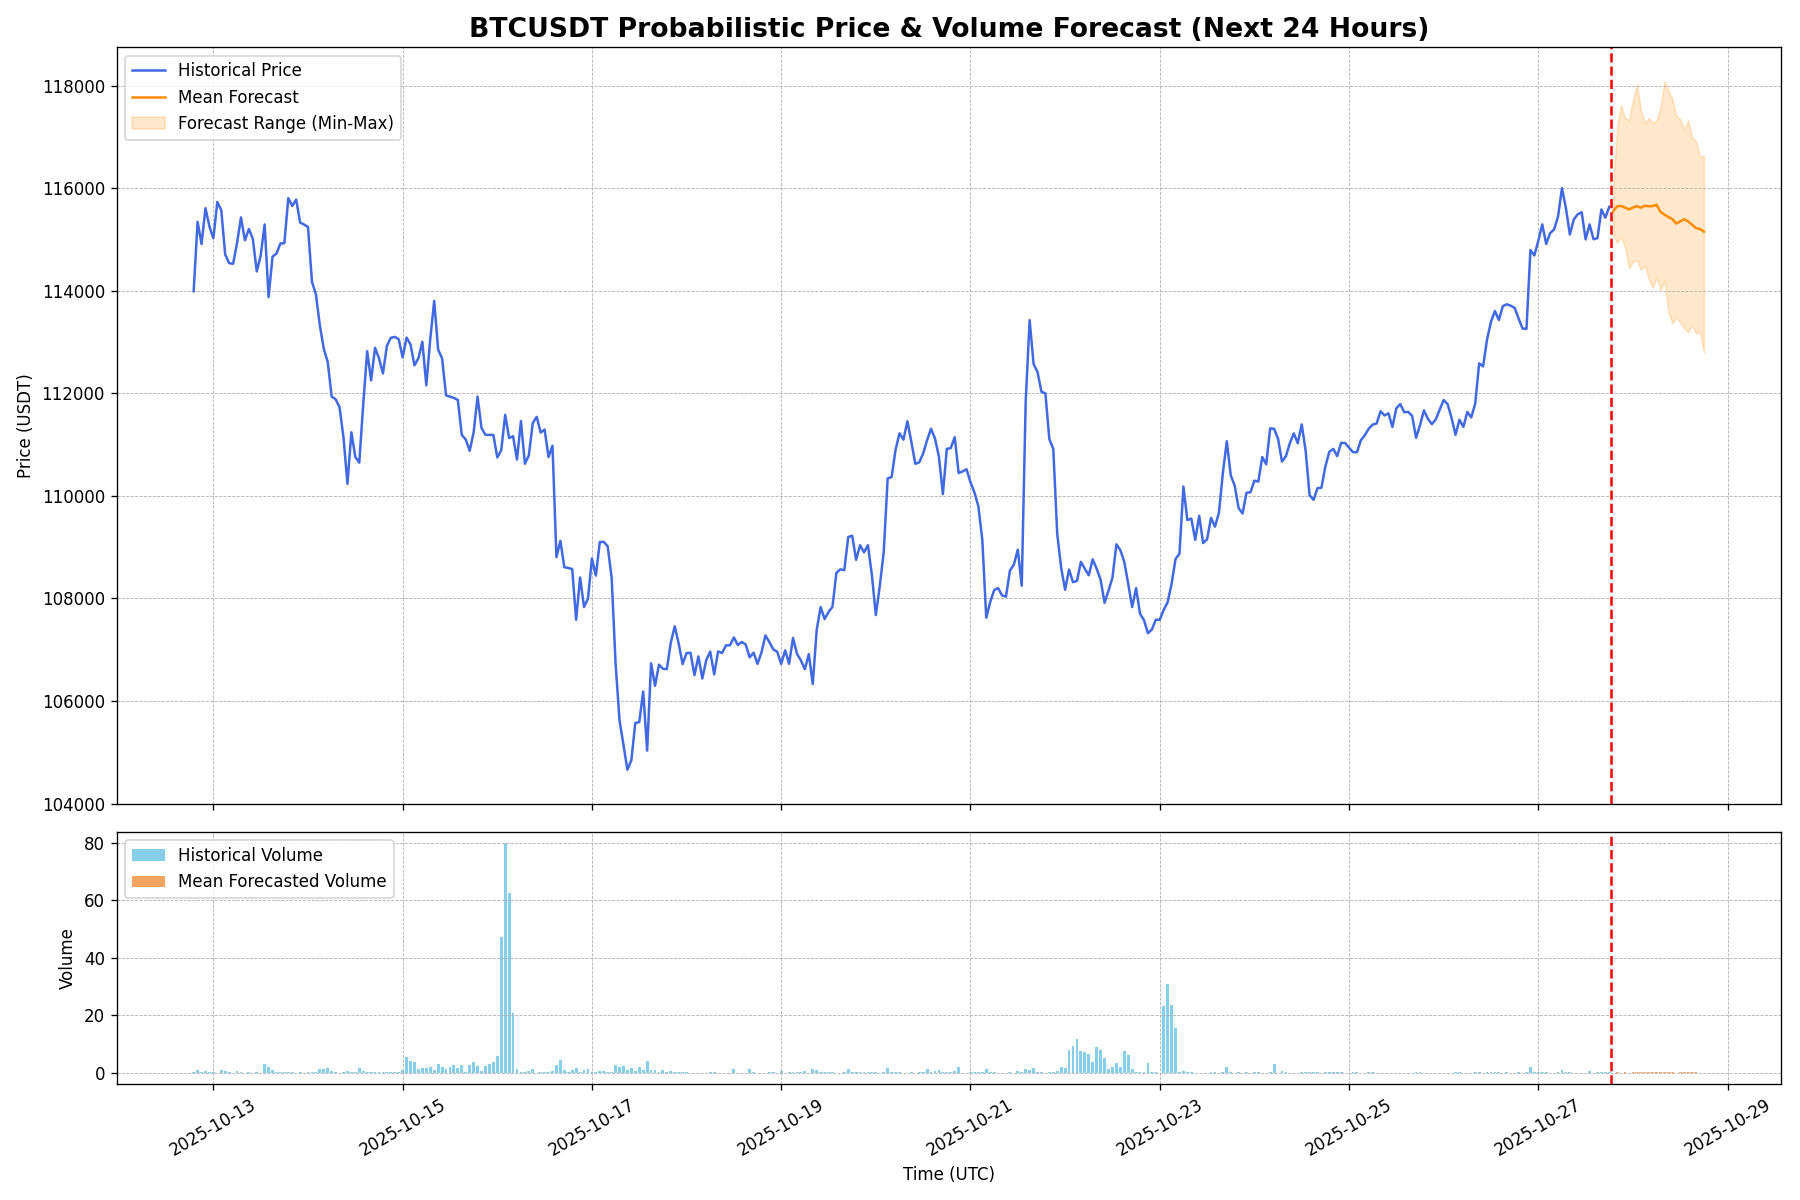 BTCUSDT Probabilistic Price & Volume Forecast (Next 24 Hours)
Historical Price
Mean Forecast
Forecast Range (Min-Max)
118000
116000
114000
112000
110000
108000
106000
104000
Price (USDT)
Historical Volume
Mean Forecasted Volume
80
60
40
20
0
Volume
2025-10-13
2025-10-15
2025-10-17
2025-10-19
2025-10-21
2025-10-23
2025-10-25
2025-10-27
2025-10-29
Time (UTC)